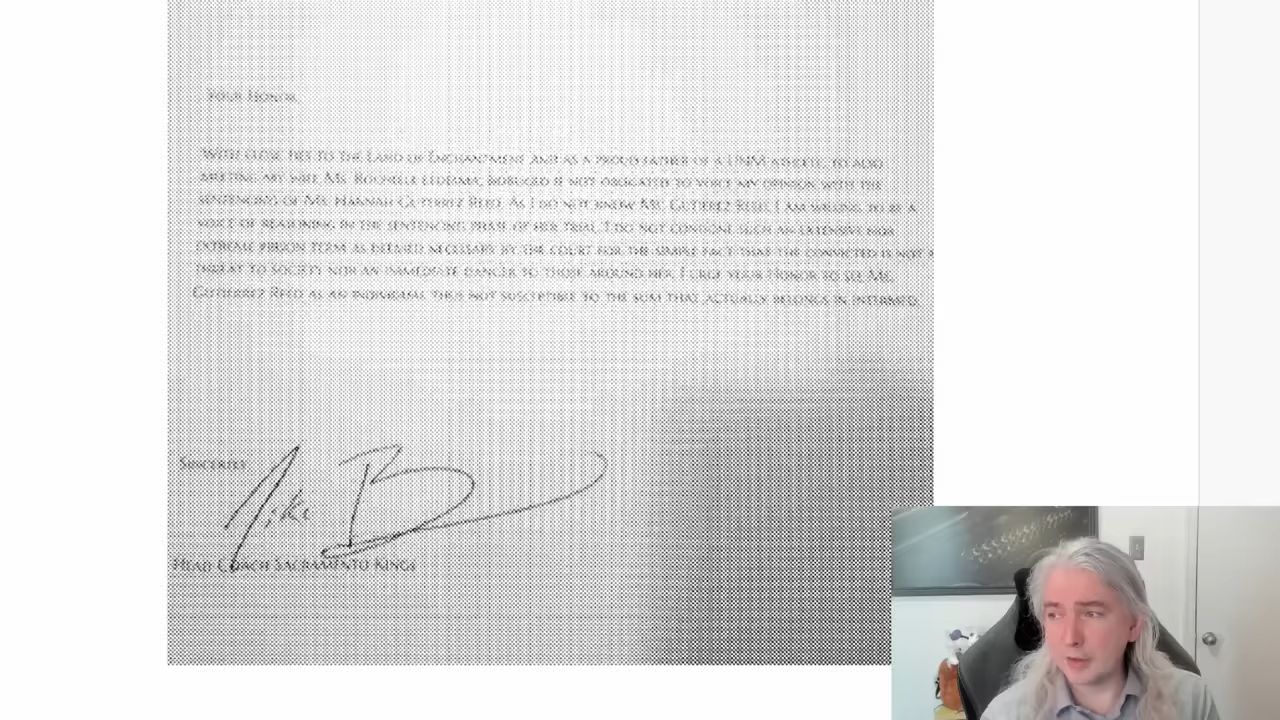 YOUR HONOR,
WITH CLOSE TIES TO THE LAND OF ENCHANTMENT AND AS A PROUD FATHER OF A UNM ATHLETE, TO ALSO
MEETING MY WIFE MS. ROCHELLE LEDESMA, IS NOT OBLIGATED TO VOICE MY OPINION WITH THE
SENTENCING OF MS. HANNAH GUTIERREZ REED. AS I DO NOT KNOW MS. GUTIEREZ REED, I AM WILLING TO BE A
VOICE OF REASONING IN THE SENTENCING PHASE OF HER TRIAL. I DO NOT CONDONE SUCH AN EXTENSIVE NOR
EXTREME PRISON TERM AS DEEMED NECESSARY BY THE COURT FOR THE SIMPLE FACT THAT THE CONVICTED IS NOT A
THREAT TO SOCIETY NOR AN IMMEDIATE DANGER TO THOSE AROUND HER. I URGE YOUR HONOR TO SEE MS.
GUTIERREZ REED AS AN INDIVIDUAL THUS NOT SUSCEPTIBLE TO THE SUM THAT ACTUALLY BELONGS IN INTERNED.
SINCERELY,
Mike B
HEAD COACH SACRAMENTO KINGS